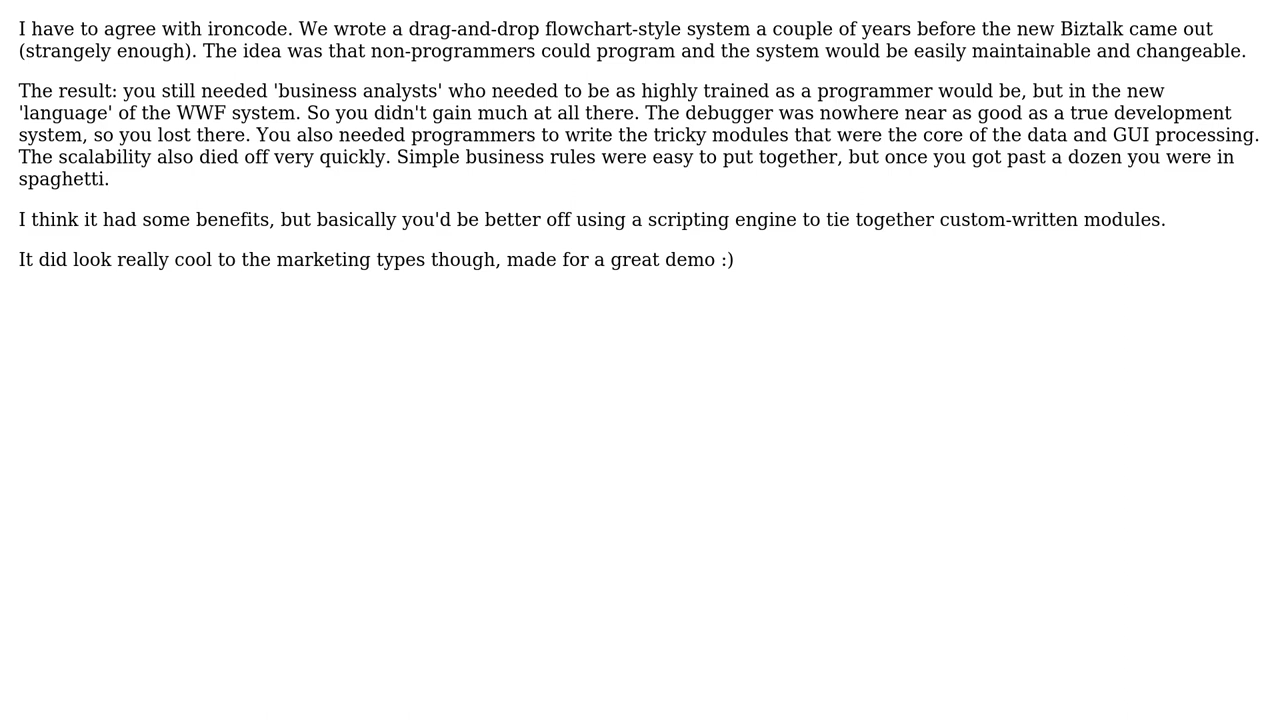 I have to agree with ironcode. We wrote a drag-and-drop flowchart-style system a couple of years before the new Biztalk came out
(strangely enough). The idea was that non-programmers could program and the system would be easily maintainable and changeable.
The result: you still needed 'business analysts' who needed to be as highly trained as a programmer would be, but in the new
'language' of the WWF system. So you didn't gain much at all there. The debugger was nowhere near as good as a true development
system, so you lost there. You also needed programmers to write the tricky modules that were the core of the data and GUI processing.
The scalability also died off very quickly. Simple business rules were easy to put together, but once you got past a dozen you were in
spaghetti.
I think it had some benefits, but basically you'd be better off using a scripting engine to tie together custom-written modules.
It did look really cool to the marketing types though, made for a great demo :)